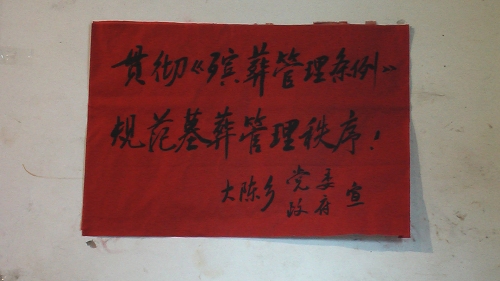 贯彻《殡葬管理条例》
规范墓葬管理秩序！
大陈乡党委政府宣